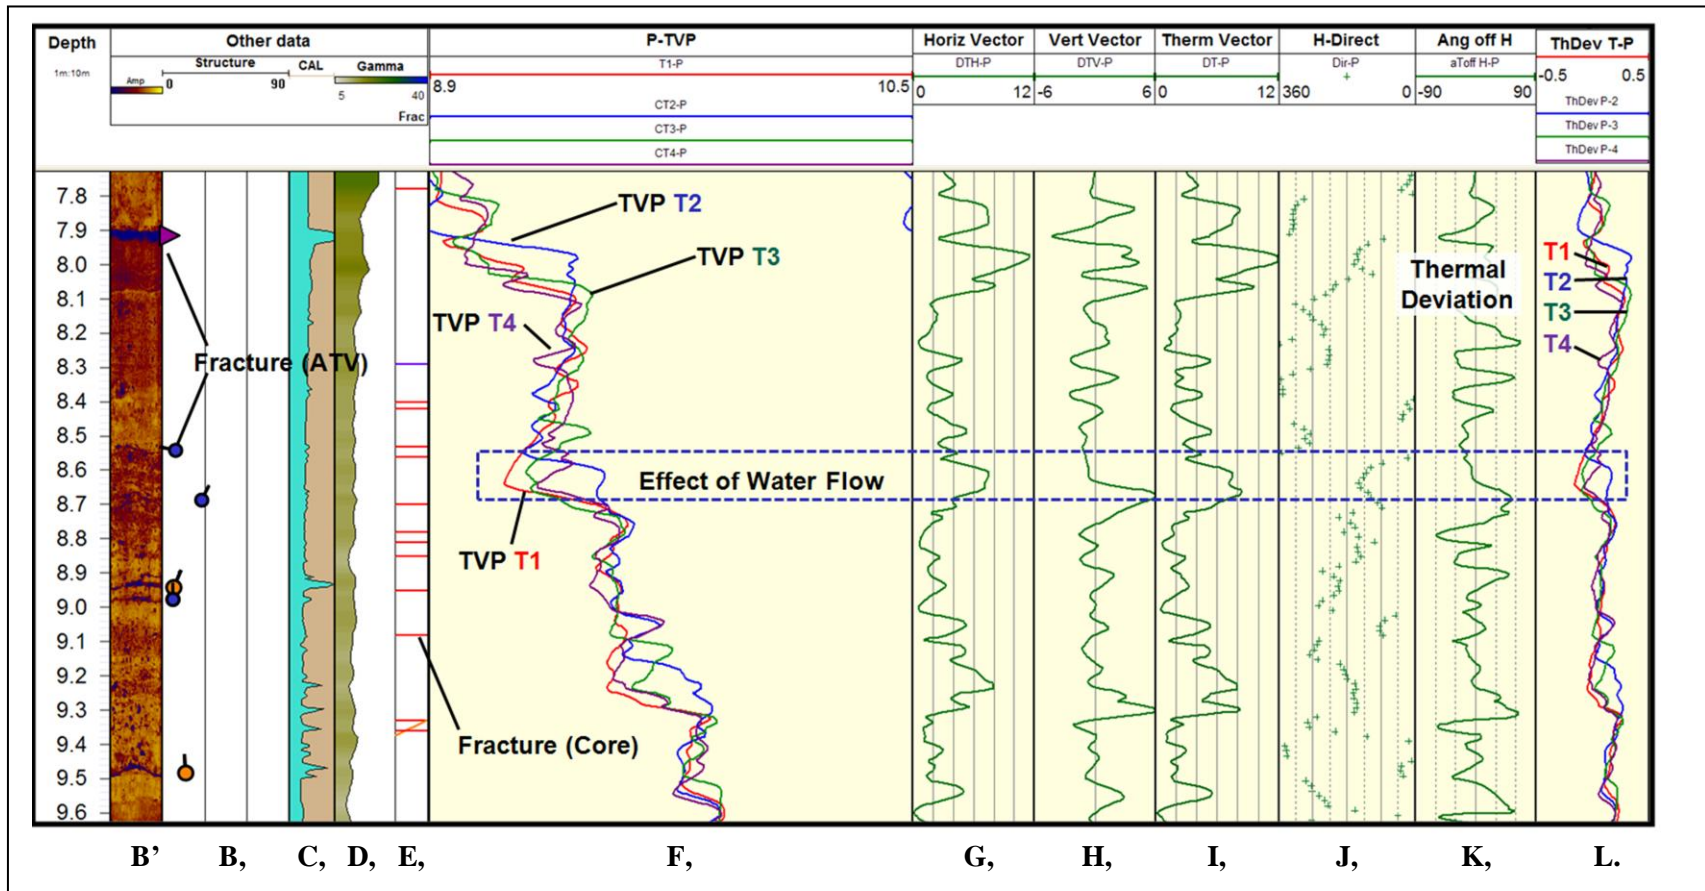 Depth
1m:10m
Other data
Structure
CAL
Gamma
Amp
0
90
5
40
Frac
P-TVP
T1-P
8.9
10.5
CT2-P
CT3-P
CT4-P
Horiz Vector
DTH-P
0
12
Vert Vector
DTV-P
-6
6
Therm Vector
DT-P
0
12
H-Direct
Dir-P
360
0
Ang off H
aToff H-P
-90
90
ThDev T-P
-0.5
0.5
ThDev P-2
ThDev P-3
ThDev P-4
7.8
7.9
8.0
8.1
8.2
8.3
8.4
8.5
8.6
8.7
8.8
8.9
9.0
9.1
9.2
9.3
9.4
9.5
9.6
Fracture (ATV)
TVP T2
TVP T3
TVP T4
TVP T1
Effect of Water Flow
Fracture (Core)
Thermal
Deviation
T1
T2
T3
T4
B’ B, C, D, E, F, G, H, I, J, K, L.